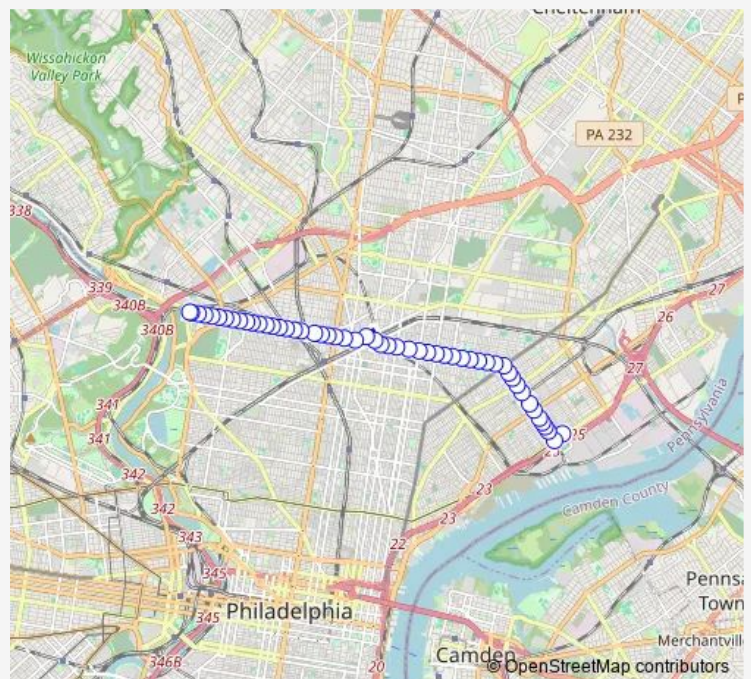 Cheltenham
Wissahickon
Valley Park
PA 232
338
339
340B
340B
27
26
27
25
341
341
Pennsylvania
342
23
23
Camden County
342
343
22
345
Philadelphia
345
Pennsa
Town
Merchantvill
346B
20
Camden
© OpenStreetMap contributors